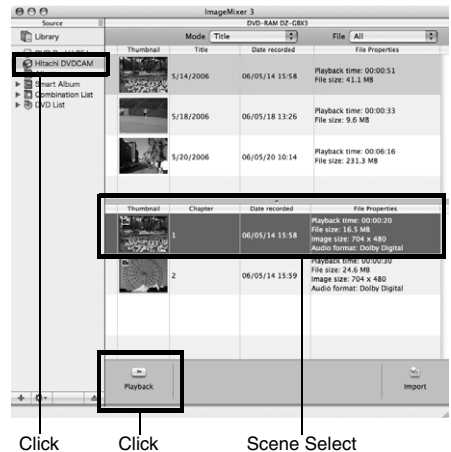 ImageMixer 3
Source
DVD-RAM DZ-GBX3
Library
Mode Title
File All
Thumbnail Title Date recorded File Properties
Hitachi DVDCAM
Smart Album
Combination List
DVD List
5/14/2006 06/05/14 15:58 Playback time: 00:00:51
File size: 41.1 MB
5/18/2006 06/05/18 13:26 Playback time: 00:00:33
File size: 9.6 MB
5/20/2006 06/05/20 10:14 Playback time: 00:06:16
File size: 231.3 MB
Thumbnail Chapter Date recorded File Properties
1 06/05/14 15:58 Playback time: 00:00:20
File size: 16.5 MB
Image size: 704 x 480
Audio format: Dolby Digital
2 06/05/14 15:59 Playback time: 00:00:30
File size: 24.6 MB
Image size: 704 x 480
Audio format: Dolby Digital
Playback
Import
Click Click Scene Select